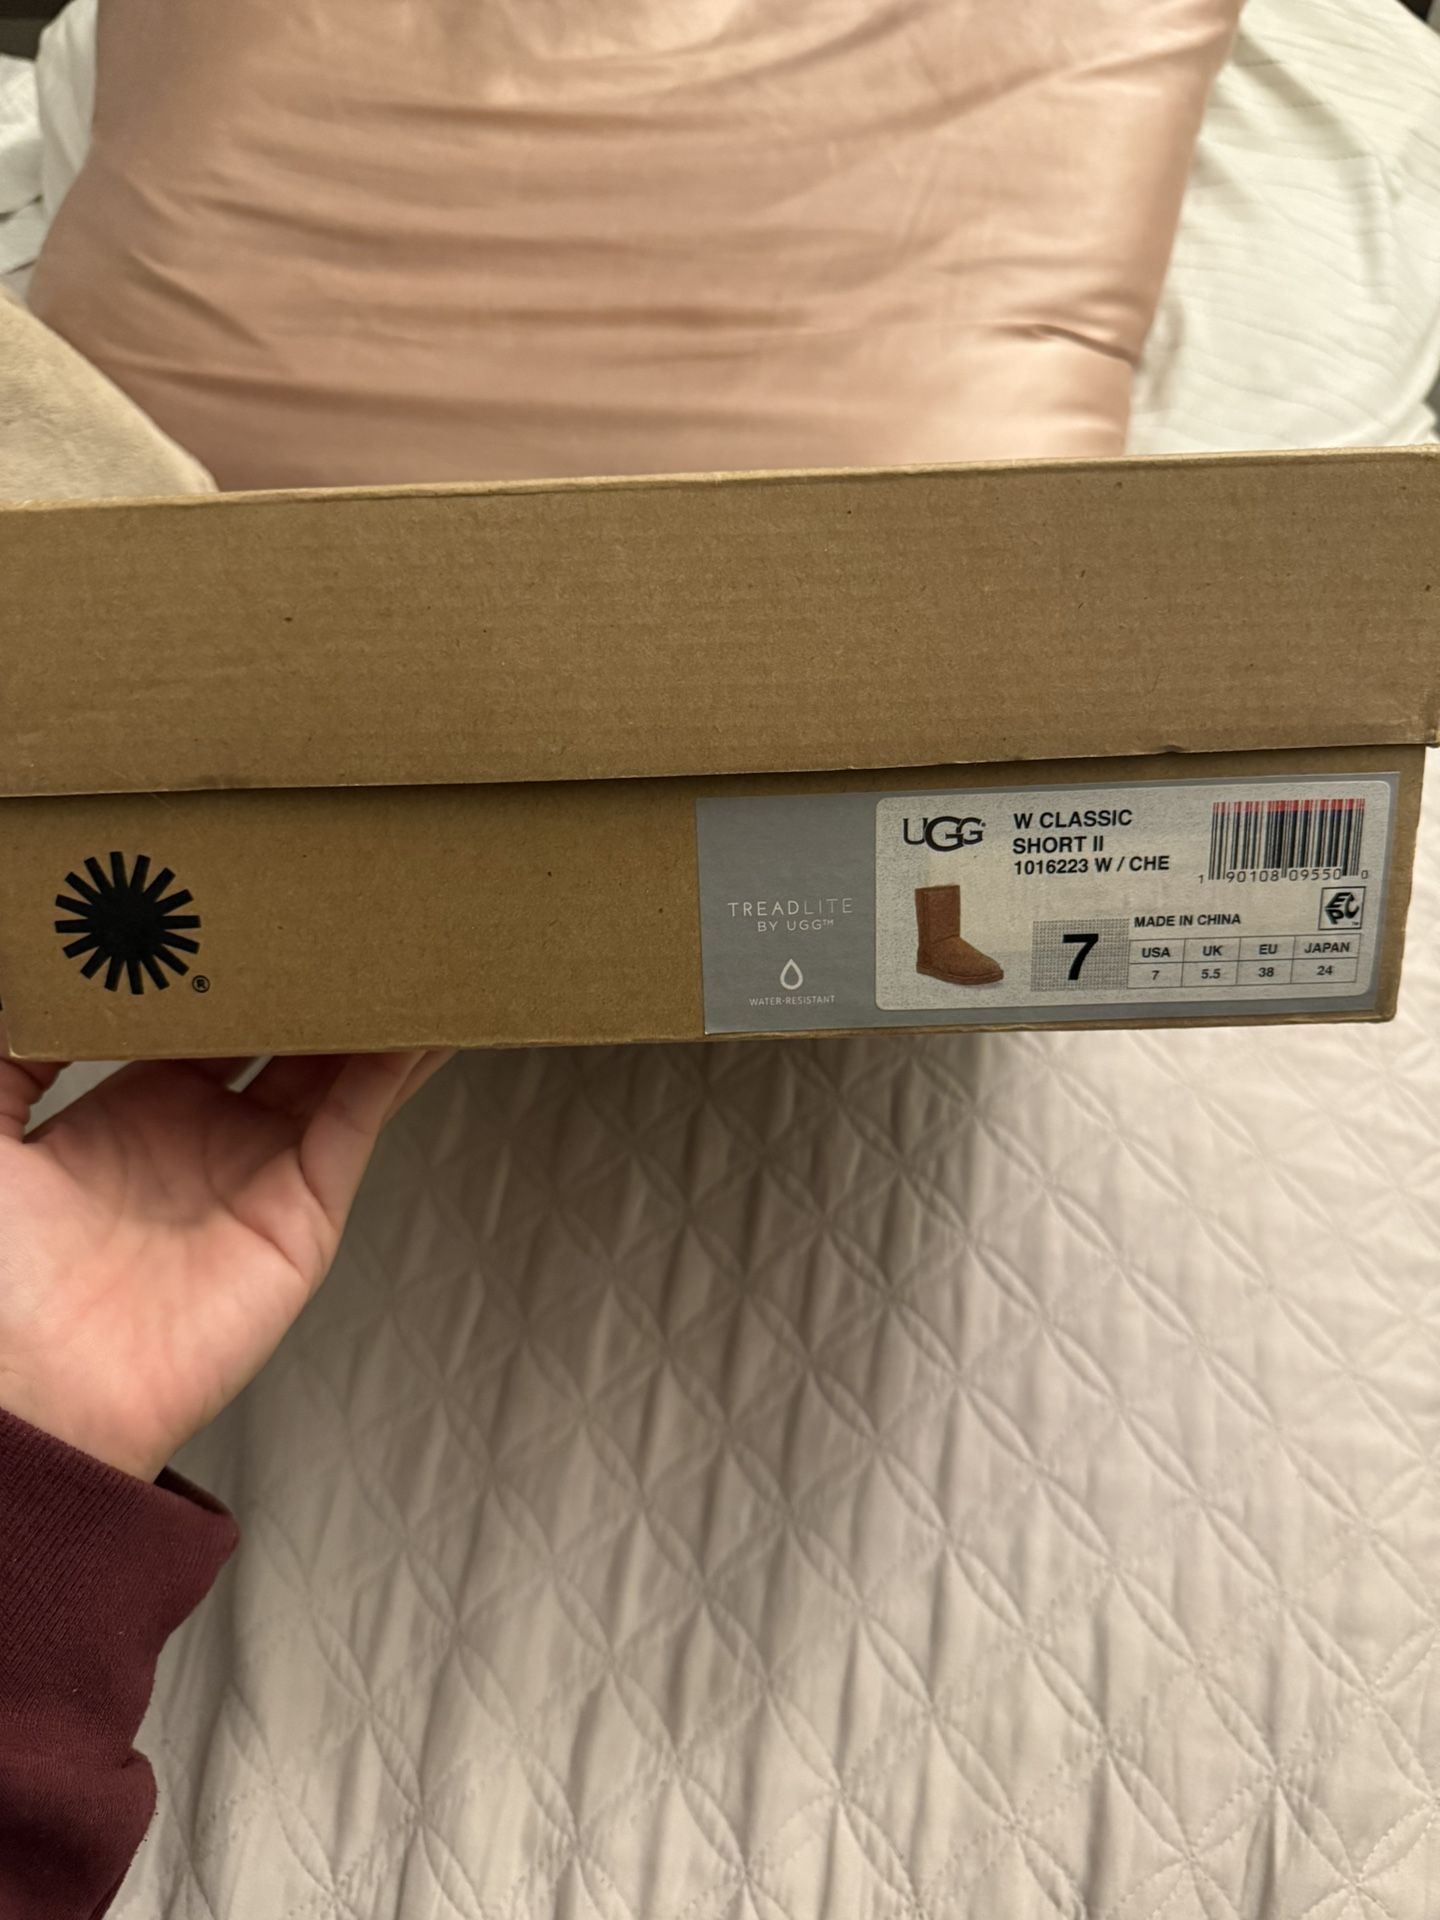 UGG®
W CLASSIC
SHORT II
1016223 W / CHE
1 90108 09550 0
TREADLITE
BY UGG™
WATER-RESISTANT
7
MADE IN CHINA
USA UK EU JAPAN
7 5.5 38 24
EPC™
®